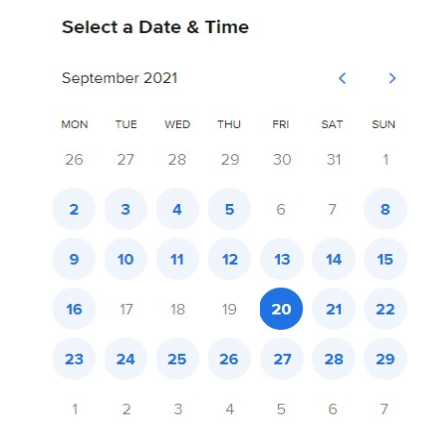 Select a Date & Time
September 2021
MON TUE WED THU FRI SAT SUN
26 27 28 29 30 31 1
2 3 4 5 6 7 8
9 10 11 12 13 14 15
16 17 18 19 20 21 22
23 24 25 26 27 28 29
1 2 3 4 5 6 7